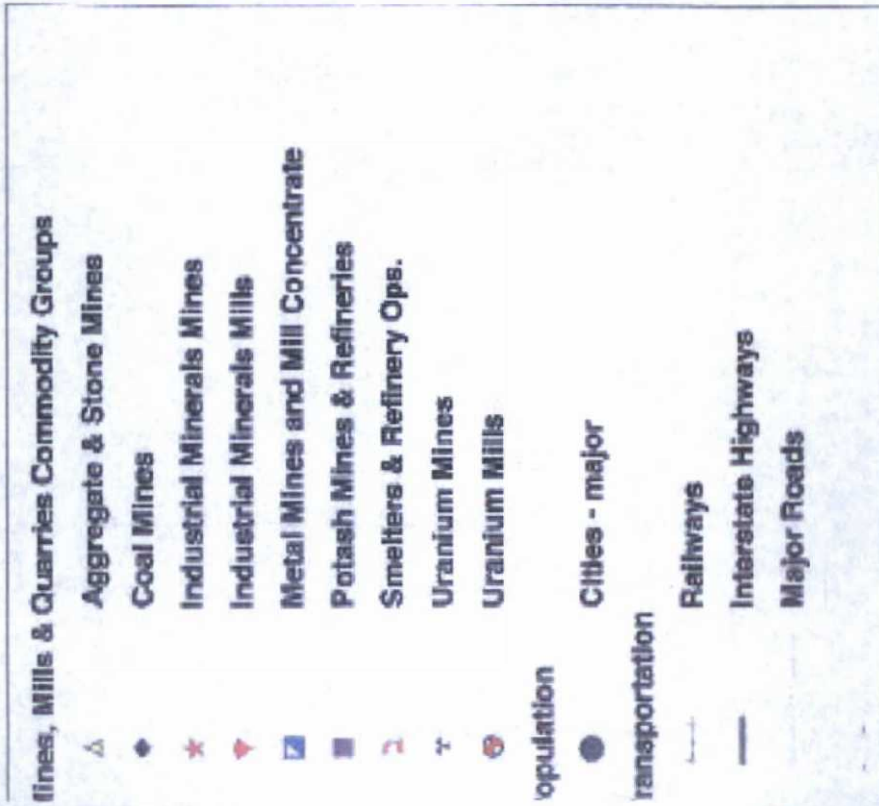 lines, Mills & Quarries Commodity Groups
Aggregate & Stone Mines
Coal Mines
Industrial Minerals Mines
Industrial Minerals Mills
Metal Mines and Mill Concentrate
Potash Mines & Refineries
Smelters & Refinery Ops.
Uranium Mines
Uranium Mills
opulation
Cities - major
ransportation
Railways
Interstate Highways
Major Roads